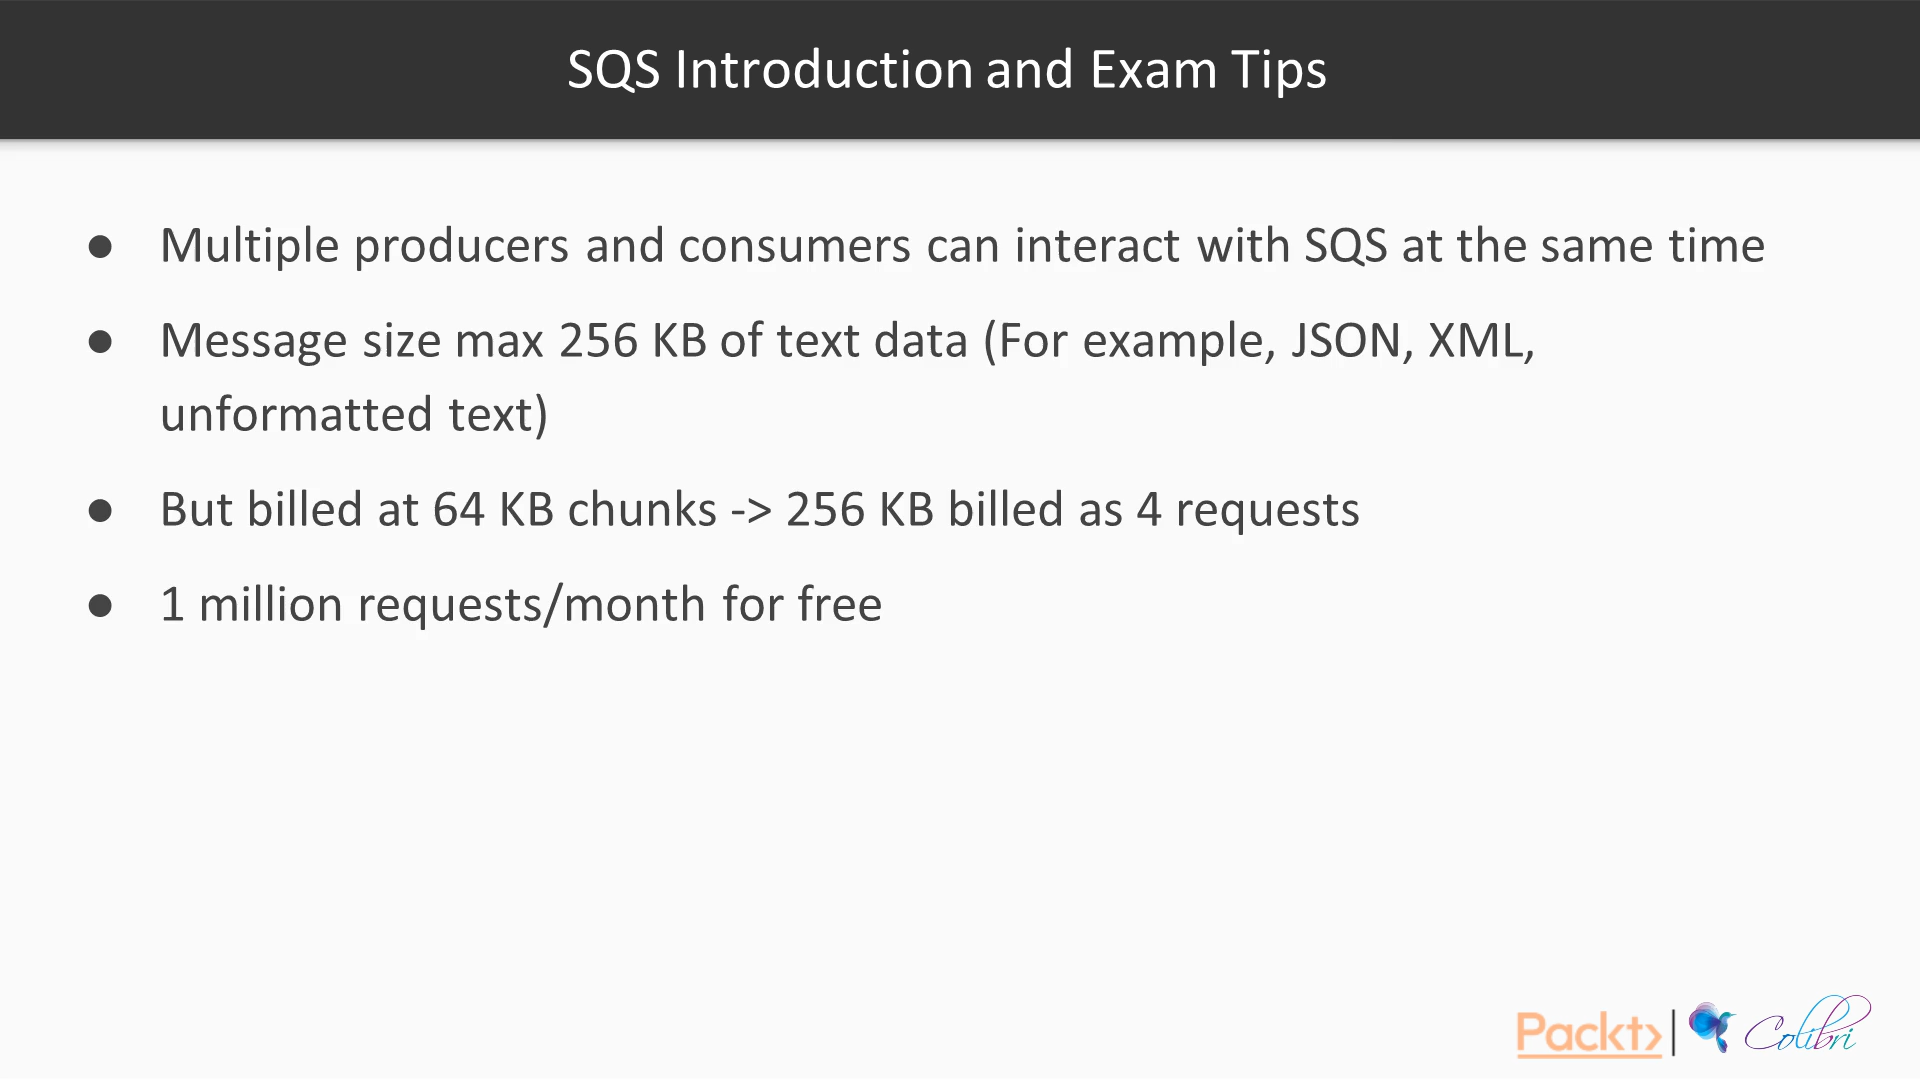 SQS Introduction and Exam Tips
● Multiple producers and consumers can interact with SQS at the same time
● Message size max 256 KB of text data (For example, JSON, XML,
unformatted text)
● But billed at 64 KB chunks -> 256 KB billed as 4 requests
● 1 million requests/month for free
Packt> | Colibri